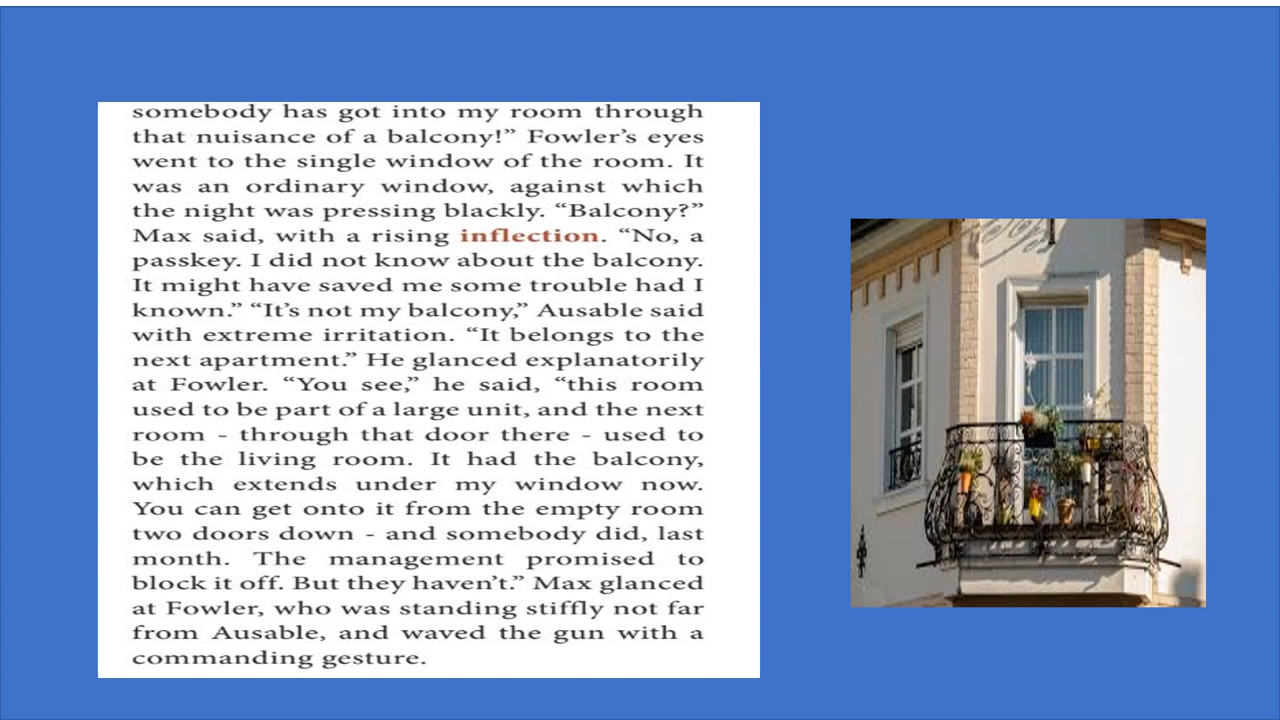 somebody has got into my room through
that nuisance of a balcony!” Fowler’s eyes
went to the single window of the room. It
was an ordinary window, against which
the night was pressing blackly. “Balcony?”
Max said, with a rising inflection. “No, a
passkey. I did not know about the balcony.
It might have saved me some trouble had I
known.” “It’s not my balcony,” Ausable said
with extreme irritation. “It belongs to the
next apartment.” He glanced explanatorily
at Fowler. “You see,” he said, “this room
used to be part of a large unit, and the next
room - through that door there - used to
be the living room. It had the balcony,
which extends under my window now.
You can get onto it from the empty room
two doors down - and somebody did, last
month. The management promised to
block it off. But they haven’t.” Max glanced
at Fowler, who was standing stiffly not far
from Ausable, and waved the gun with a
commanding gesture.